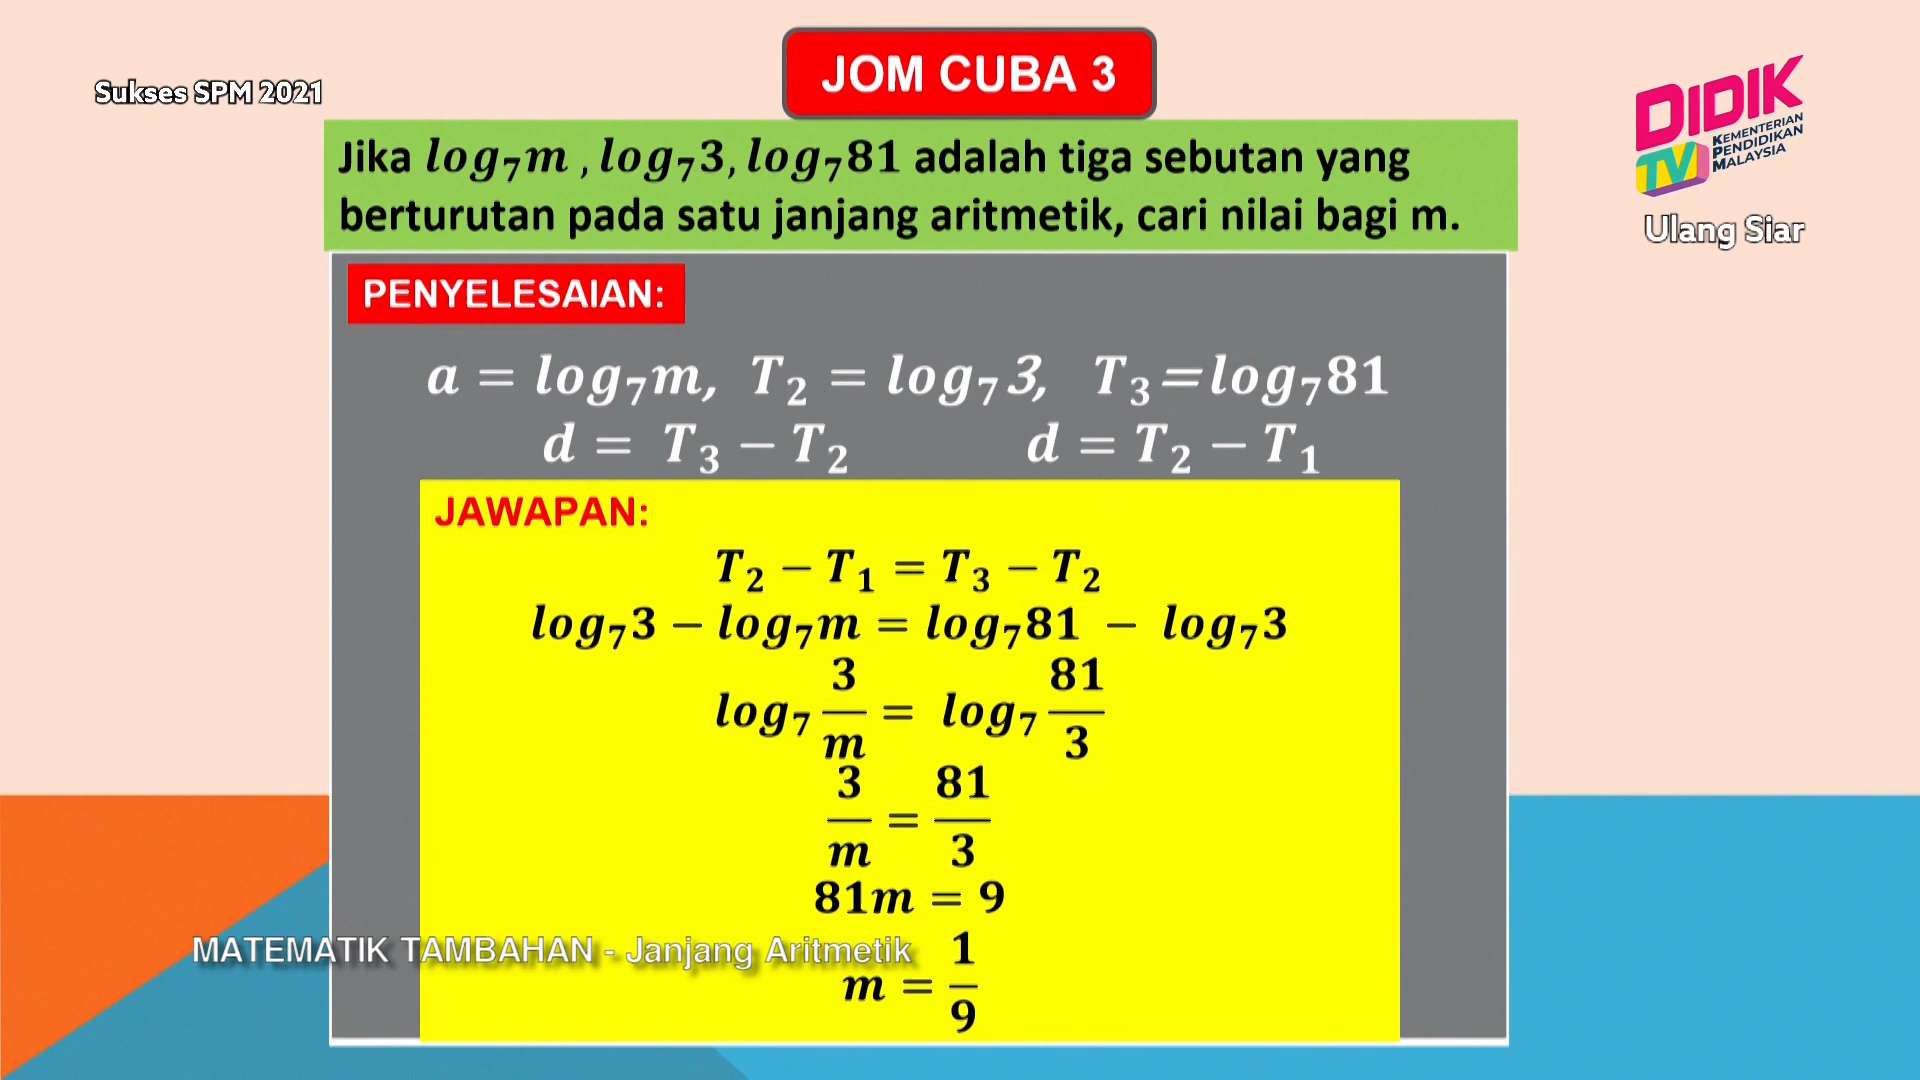 JOM CUBA 3
Sukses SPM 2021
DIDIK
TV
KEMENTERIAN
PENDIDIKAN
MALAYSIA
Ulang Siar
Jika log₇m , log₇3, log₇81 adalah tiga sebutan yang
berturutan pada satu janjang aritmetik, cari nilai bagi m.
PENYELESAIAN:
a = log₇m, T₂ = log₇3, T₃=log₇81
d = T₃ − T₂ d = T₂ − T₁
JAWAPAN:
T₂ − T₁ = T₃ − T₂
log₇3 − log₇m = log₇81 − log₇3
log₇ 3/m = log₇ 81/3
3/m = 81/3
81m = 9
m = 1/9
MATEMATIK TAMBAHAN - Janjang Aritmetik